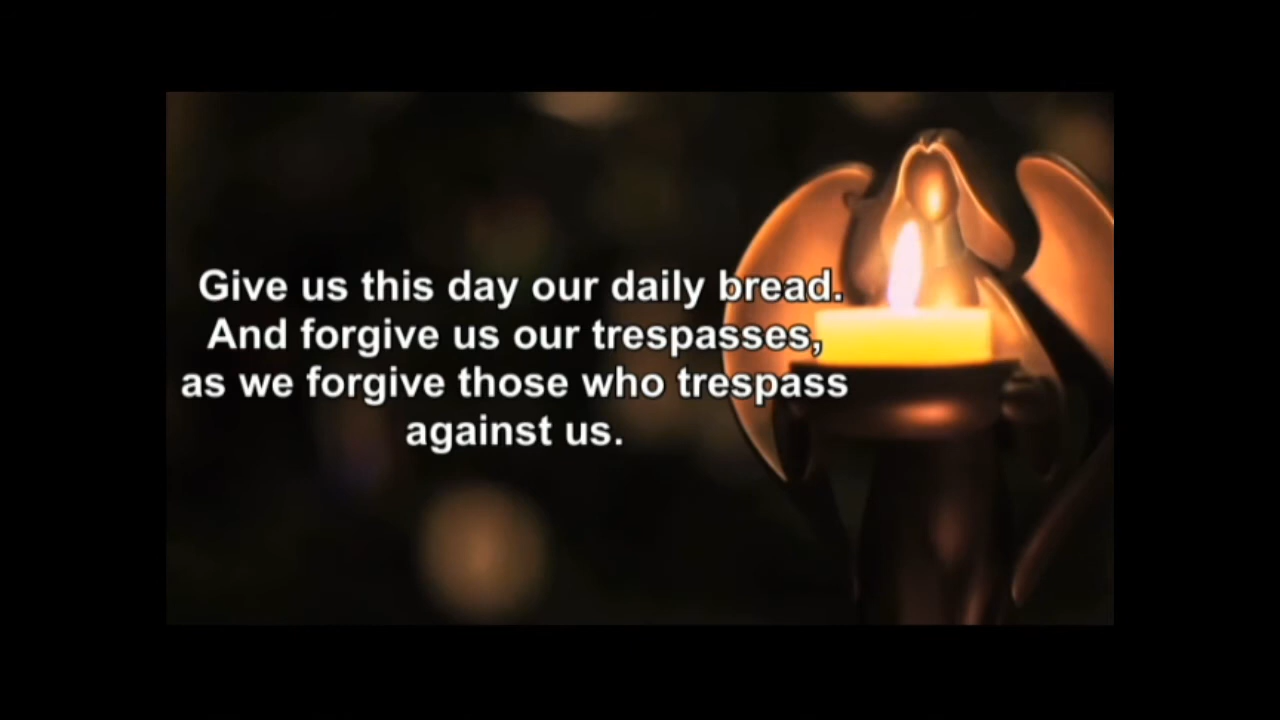 Give us this day our daily bread.
And forgive us our trespasses,
as we forgive those who trespass
against us.